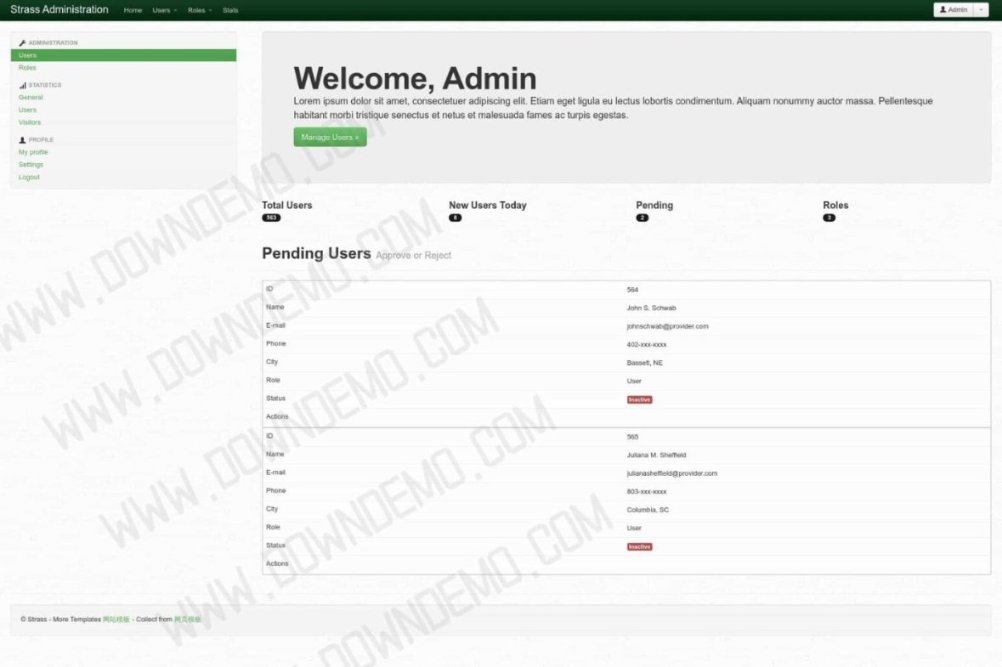 Strass Administration Home Users Roles Stats Admin
ADMINISTRATION
Users
Roles
STATISTICS
General
Users
Visitors
PROFILE
My profile
Settings
Logout
Welcome, Admin
Lorem ipsum dolor sit amet, consectetuer adipiscing elit. Etiam eget ligula eu lectus lobortis condimentum. Aliquam nonummy auctor massa. Pellentesque
habitant morbi tristique senectus et netus et malesuada fames ac turpis egestas.
Manage Users »
Total Users New Users Today Pending Roles
563 8 2 3
Pending Users Approve or Reject
ID 564
Name John S. Schwab
E-mail johnschwab@provider.com
Phone 402-xxx-xxxx
City Bassett, NE
Role User
Status Inactive
Actions
ID 565
Name Juliana M. Sheffield
E-mail julianasheffield@provider.com
Phone 803-xxx-xxxx
City Columbia, SC
Role User
Status Inactive
Actions
© Strass - More Templates 网站模板 - Collect from 网页模板
WWW.DOWNDEMO.COM
WWW.DOWNDEMO.COM
WWW.DOWNDEMO.COM
WWW.DOWNDEMO.COM
WWW.DOWNDEMO.COM